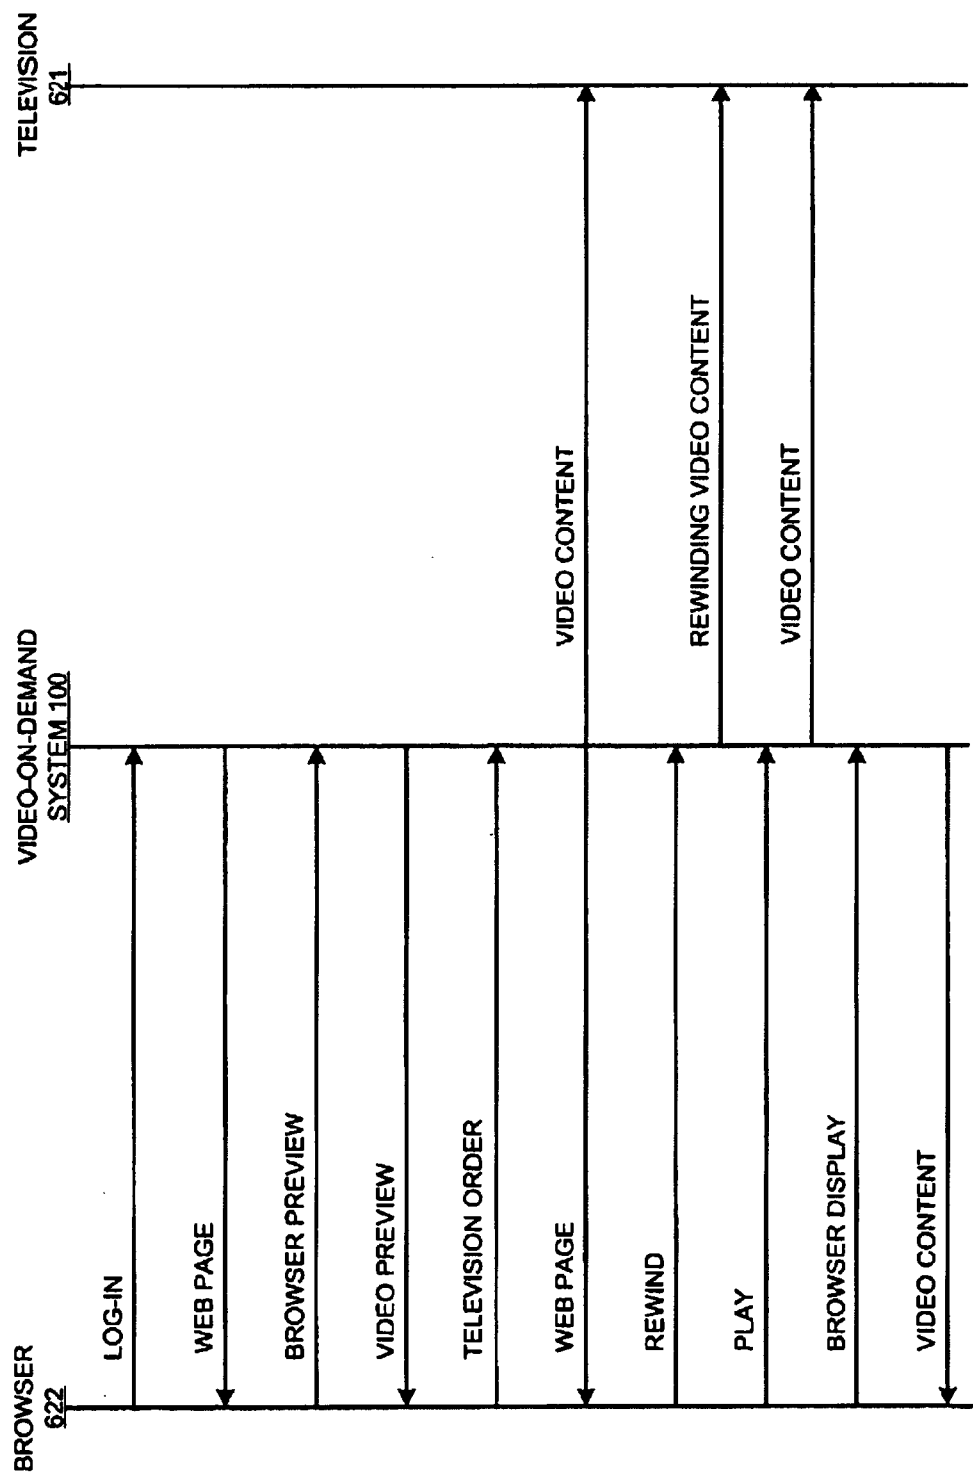 BROWSER
622
VIDEO-ON-DEMAND
SYSTEM 100
TELEVISION
621
LOG-IN
WEB PAGE
BROWSER PREVIEW
VIDEO PREVIEW
TELEVISION ORDER
WEB PAGE
VIDEO CONTENT
REWIND
REWINDING VIDEO CONTENT
PLAY
VIDEO CONTENT
BROWSER DISPLAY
VIDEO CONTENT